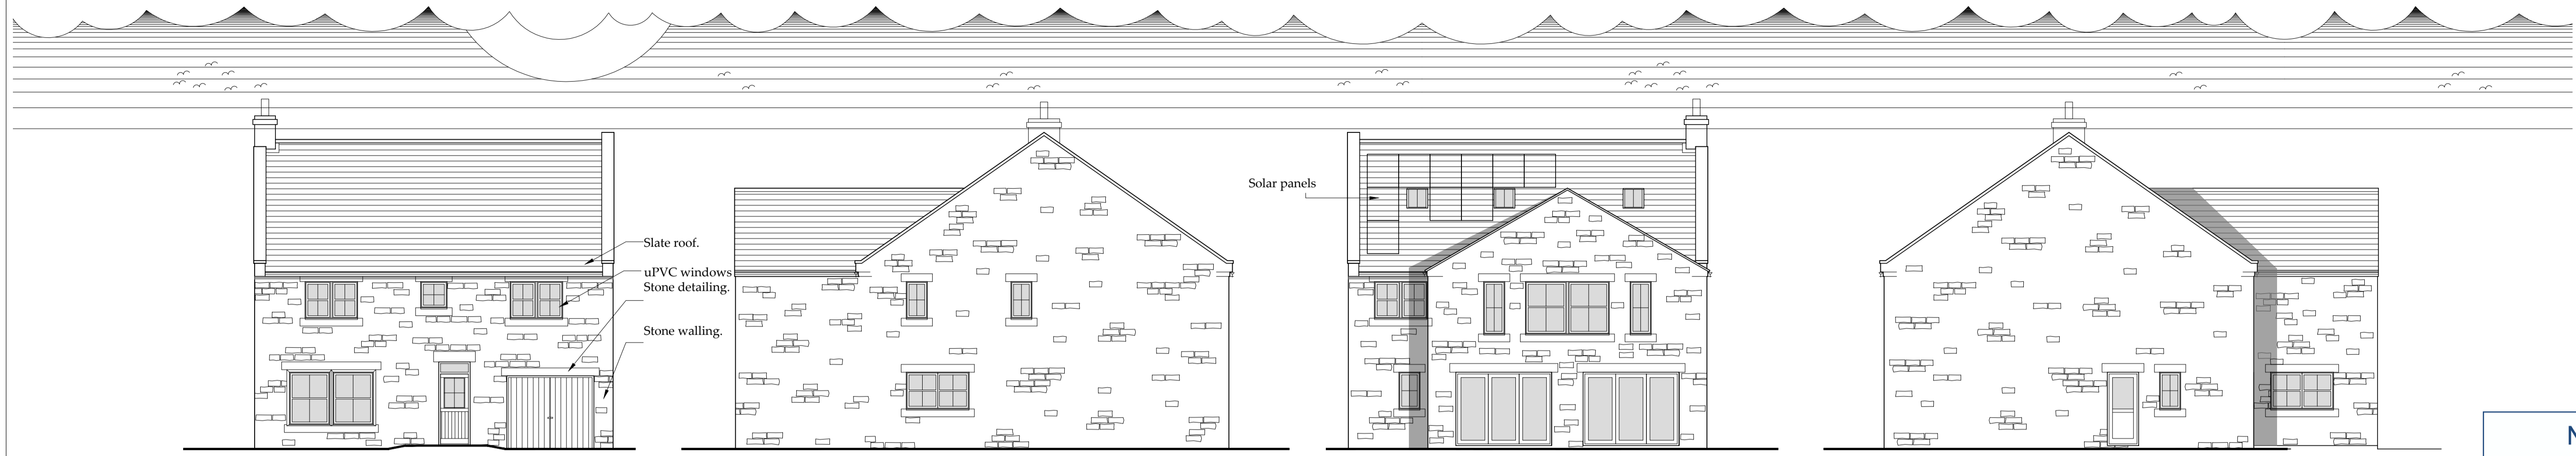 Slate roof.
uPVC windows
Stone detailing.
Stone walling.
Solar panels
N